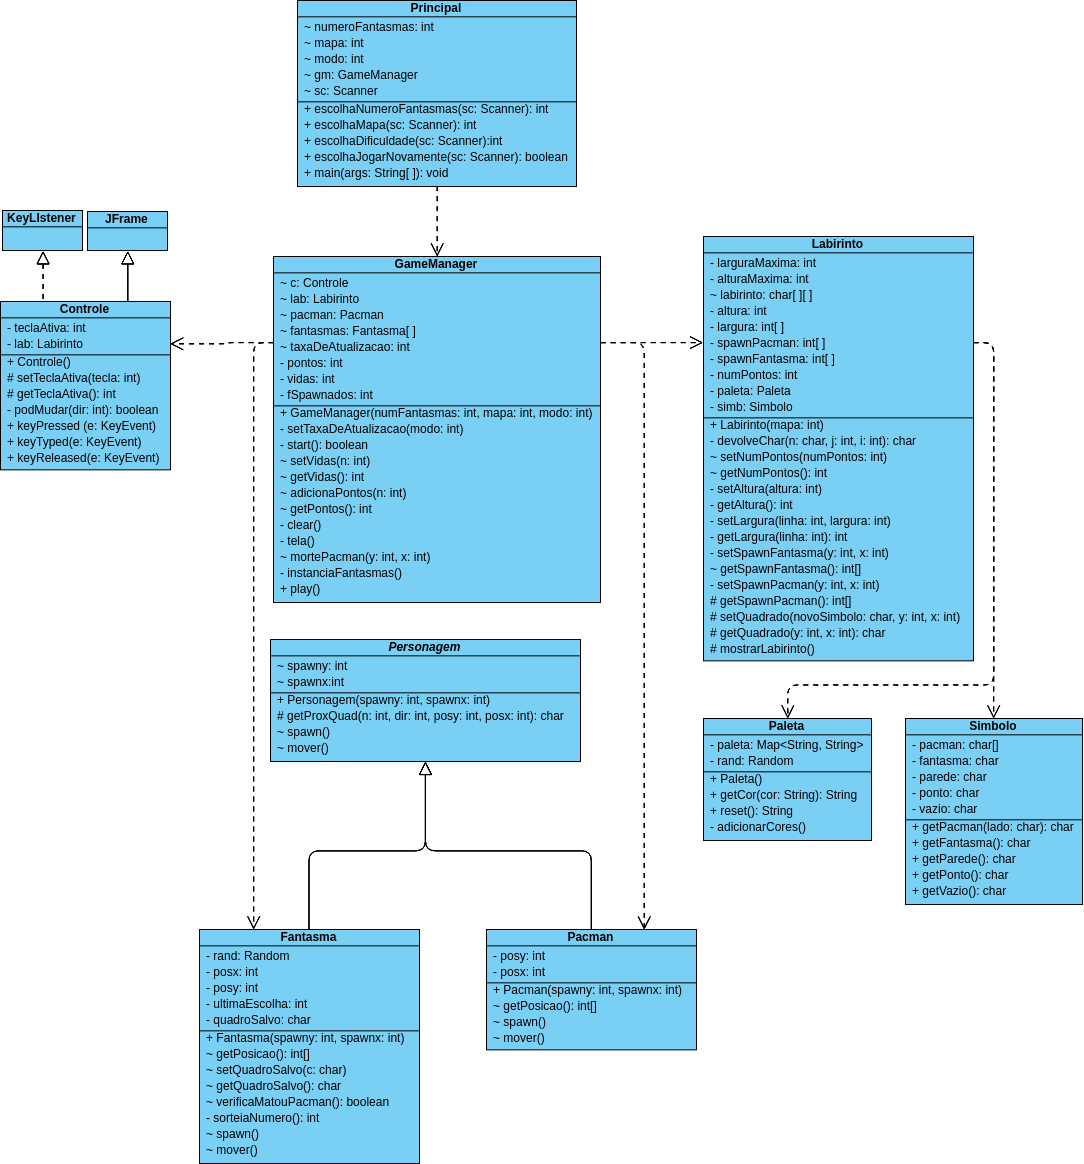 Principal
~ numeroFantasmas: int
~ mapa: int
~ modo: int
~ gm: GameManager
~ sc: Scanner
+ escolhaNumeroFantasmas(sc: Scanner): int
+ escolhaMapa(sc: Scanner): int
+ escolhaDificuldade(sc: Scanner):int
+ escolhaJogarNovamente(sc: Scanner): boolean
+ main(args: String[ ]): void
KeyLIstener
JFrame
Controle
- teclaAtiva: int
- lab: Labirinto
+ Controle()
# setTeclaAtiva(tecla: int)
# getTeclaAtiva(): int
- podMudar(dir: int): boolean
+ keyPressed (e: KeyEvent)
+ keyTyped(e: KeyEvent)
+ keyReleased(e: KeyEvent)
GameManager
~ c: Controle
~ lab: Labirinto
~ pacman: Pacman
~ fantasmas: Fantasma[ ]
~ taxaDeAtualizacao: int
- pontos: int
- vidas: int
- fSpawnados: int
+ GameManager(numFantasmas: int, mapa: int, modo: int)
- setTaxaDeAtualizacao(modo: int)
- start(): boolean
~ setVidas(n: int)
~ getVidas(): int
~ adicionaPontos(n: int)
~ getPontos(): int
- clear()
- tela()
~ mortePacman(y: int, x: int)
- instanciaFantasmas()
+ play()
Labirinto
- larguraMaxima: int
- alturaMaxima: int
~ labirinto: char[ ][ ]
- altura: int
- largura: int[ ]
- spawnPacman: int[ ]
- spawnFantasma: int[ ]
- numPontos: int
- paleta: Paleta
- simb: Simbolo
+ Labirinto(mapa: int)
- devolveChar(n: char, j: int, i: int): char
~ setNumPontos(numPontos: int)
~ getNumPontos(): int
- setAltura(altura: int)
- getAltura(): int
- setLargura(linha: int, largura: int)
- getLargura(linha: int): int
- setSpawnFantasma(y: int, x: int)
~ getSpawnFantasma(): int[]
- setSpawnPacman(y: int, x: int)
# getSpawnPacman(): int[]
# setQuadrado(novoSimbolo: char, y: int, x: int)
# getQuadrado(y: int, x: int): char
# mostrarLabirinto()
Personagem
~ spawny: int
~ spawnx:int
+ Personagem(spawny: int, spawnx: int)
# getProxQuad(n: int, dir: int, posy: int, posx: int): char
~ spawn()
~ mover()
Paleta
- paleta: Map<String, String>
- rand: Random
+ Paleta()
+ getCor(cor: String): String
+ reset(): String
- adicionarCores()
Simbolo
- pacman: char[]
- fantasma: char
- parede: char
- ponto: char
- vazio: char
+ getPacman(lado: char): char
+ getFantasma(): char
+ getParede(): char
+ getPonto(): char
+ getVazio(): char
Fantasma
- rand: Random
- posx: int
- posy: int
- ultimaEscolha: int
- quadroSalvo: char
+ Fantasma(spawny: int, spawnx: int)
~ getPosicao(): int[]
~ setQuadroSalvo(c: char)
~ getQuadroSalvo(): char
~ verificaMatouPacman(): boolean
- sorteiaNumero(): int
~ spawn()
~ mover()
Pacman
- posy: int
- posx: int
+ Pacman(spawny: int, spawnx: int)
~ getPosicao(): int[]
~ spawn()
~ mover()